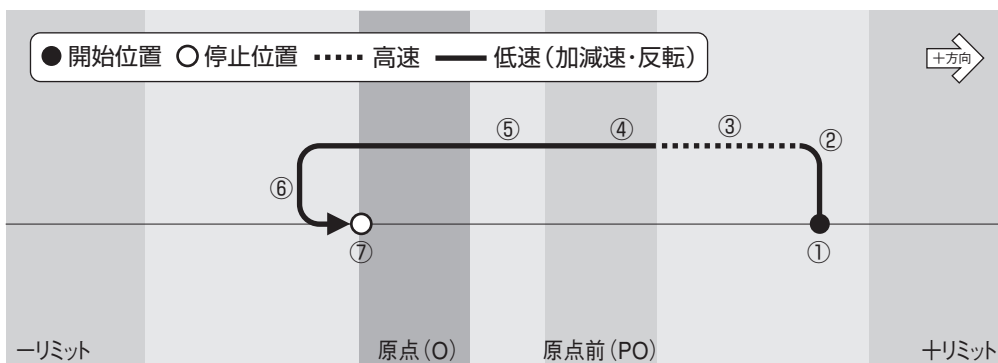 ●開始位置 ○停止位置 ‥‥‥高速 ━━ 低速(加減速・反転)
+方向
③
⑤
④
②
⑥
⑦
①
-リミット
原点(O)
原点前(PO)
+リミット